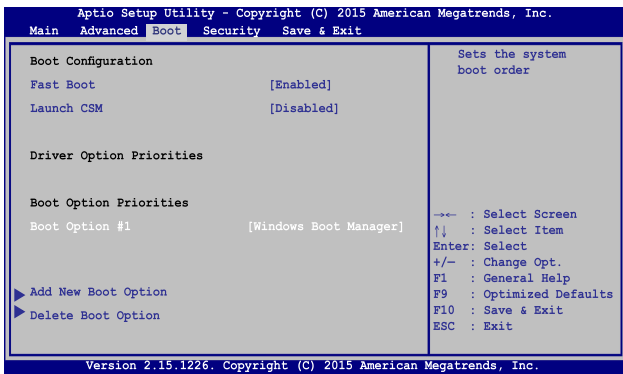 Aptio Setup Utility - Copyright (C) 2015 American Megatrends, Inc.
Main Advanced Boot Security Save & Exit
Boot Configuration
Fast Boot [Enabled]
Launch CSM [Disabled]
Driver Option Priorities
Boot Option Priorities
Boot Option #1 [Windows Boot Manager]
Add New Boot Option
Delete Boot Option
Sets the system
boot order
→← : Select Screen
↑↓ : Select Item
Enter: Select
+/— : Change Opt.
F1 : General Help
F9 : Optimized Defaults
F10 : Save & Exit
ESC : Exit
Version 2.15.1226. Copyright (C) 2015 American Megatrends, Inc.